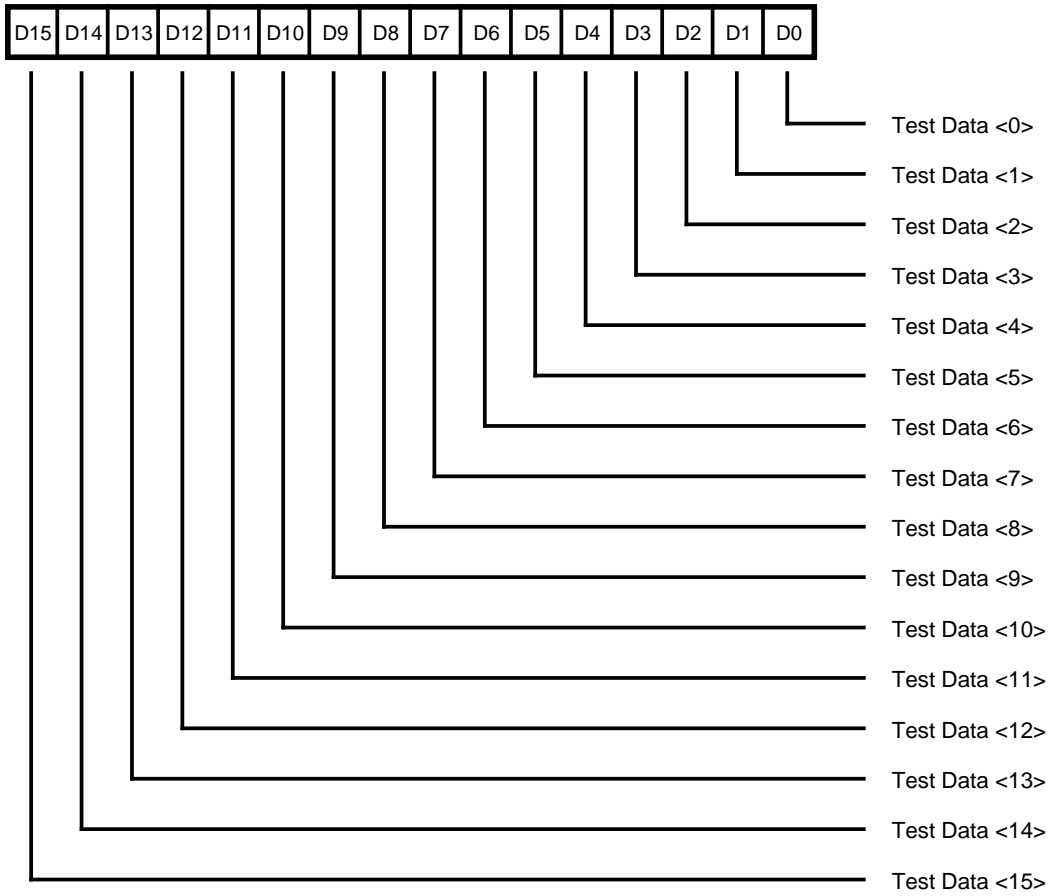 D15 D14 D13 D12 D11 D10 D9 D8 D7 D6 D5 D4 D3 D2 D1 D0
Test Data <0>
Test Data <1>
Test Data <2>
Test Data <3>
Test Data <4>
Test Data <5>
Test Data <6>
Test Data <7>
Test Data <8>
Test Data <9>
Test Data <10>
Test Data <11>
Test Data <12>
Test Data <13>
Test Data <14>
Test Data <15>